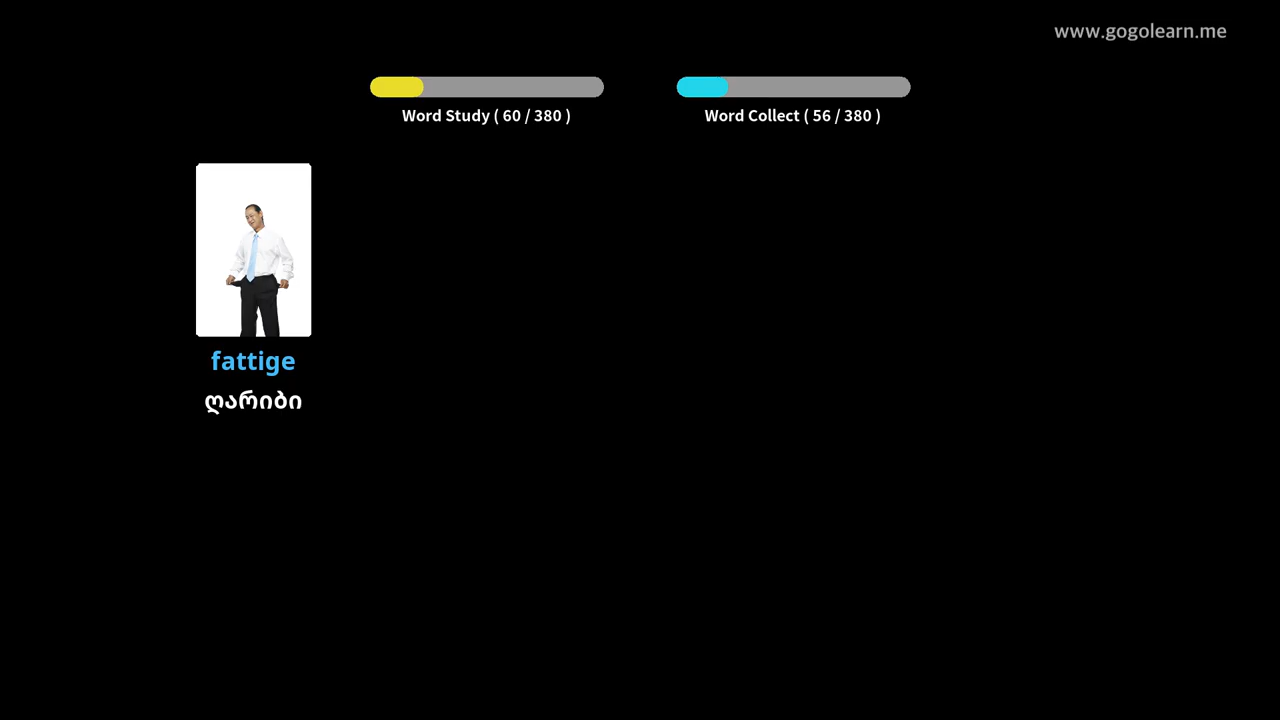 www.gogolearn.me
Word Study ( 60 / 380 )
Word Collect ( 56 / 380 )
fattige
ღარიბი